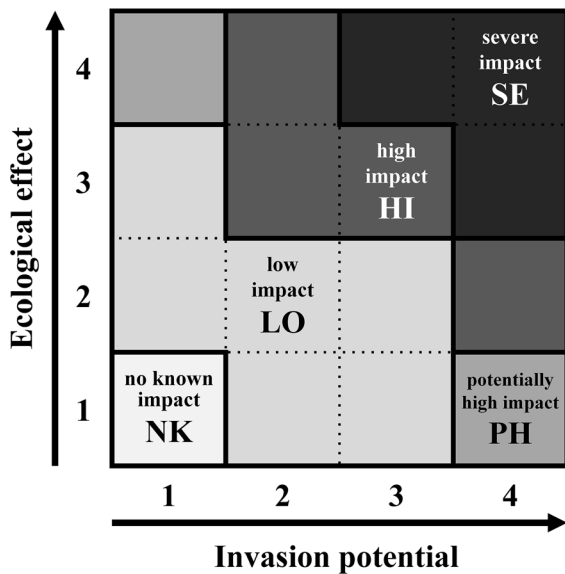 Ecological effect
4
severe
impact
SE
3
high
impact
HI
2
low
impact
LO
1
no known
impact
NK
potentially
high impact
PH
1 2 3 4
Invasion potential